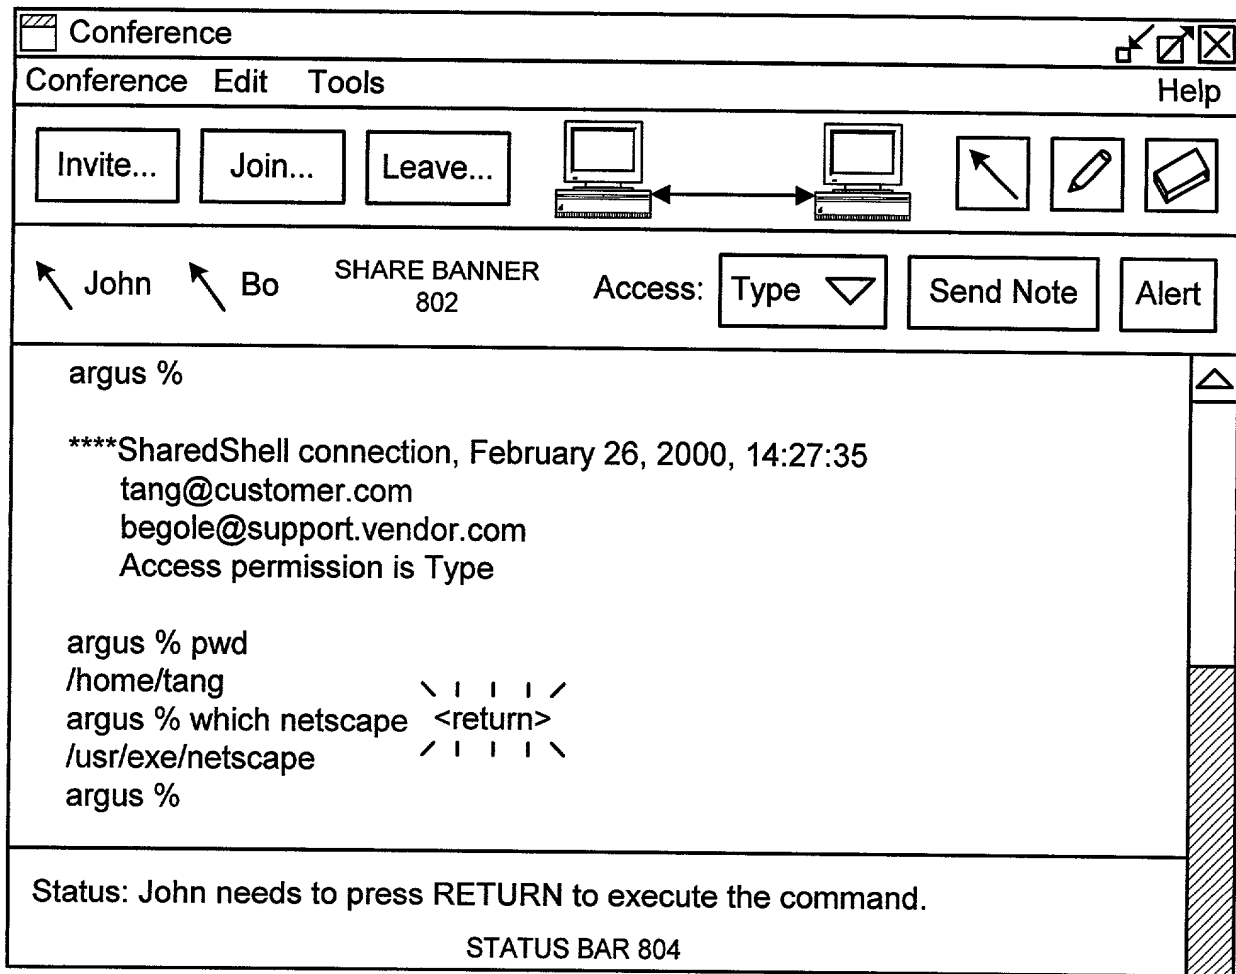 Conference
Conference Edit Tools Help
Invite... Join... Leave...
John Bo SHARE BANNER 802 Access: Type Send Note Alert
argus %
****SharedShell connection, February 26, 2000, 14:27:35
tang@customer.com
begole@support.vendor.com
Access permission is Type
argus % pwd
/home/tang
argus % which netscape <return>
/usr/exe/netscape
argus %
Status: John needs to press RETURN to execute the command.
STATUS BAR 804